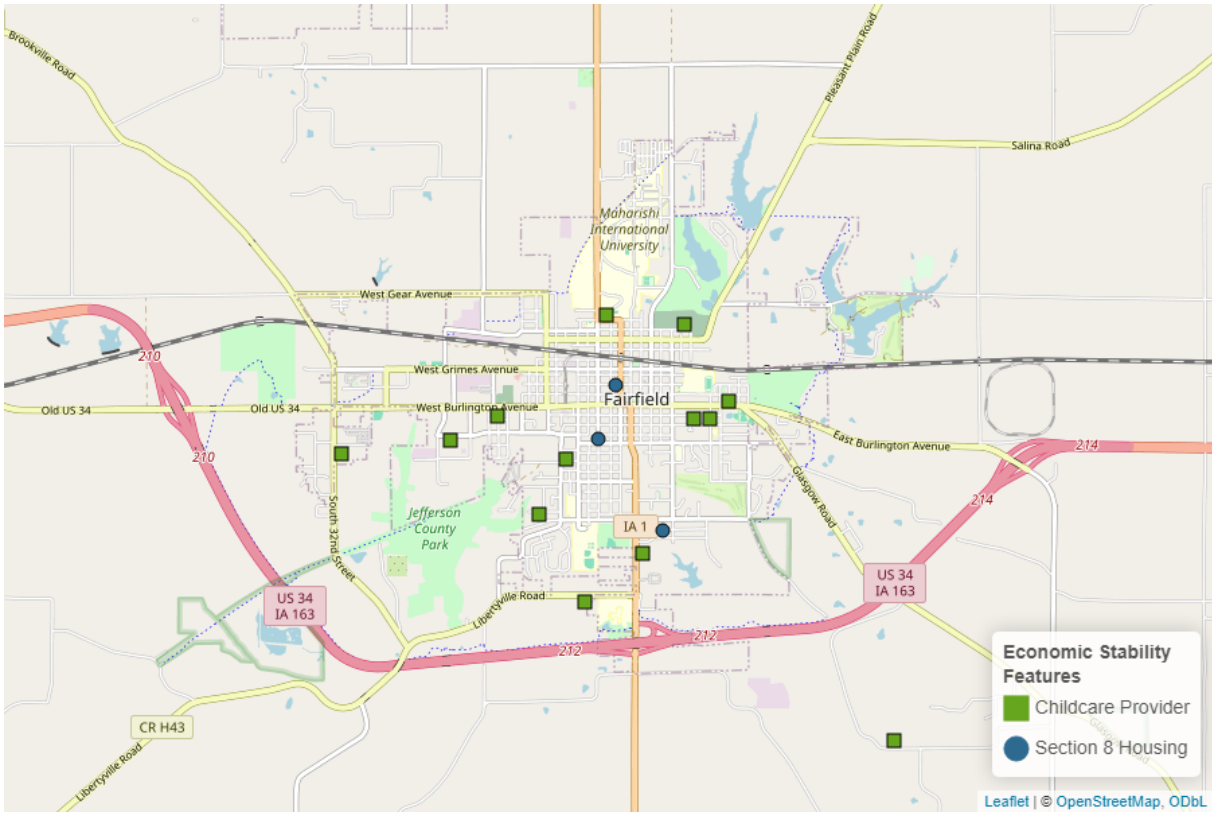 Brookville Road
Pleasant Plain Road
Salina Road
Maharishi
International
University
West Gear Avenue
210
West Grimes Avenue
Fairfield
Old US 34
Old US 34
West Burlington Avenue
East Burlington Avenue
214
210
214
South 32nd Street
Glasgow Road
Jefferson
County
Park
IA 1
US 34
IA 163
US 34
IA 163
Libertyville Road
212
212
CR H43
Libertyville Road
Glasgow Road
Economic Stability
Features
Childcare Provider
Section 8 Housing
Leaflet | © OpenStreetMap, ODbL